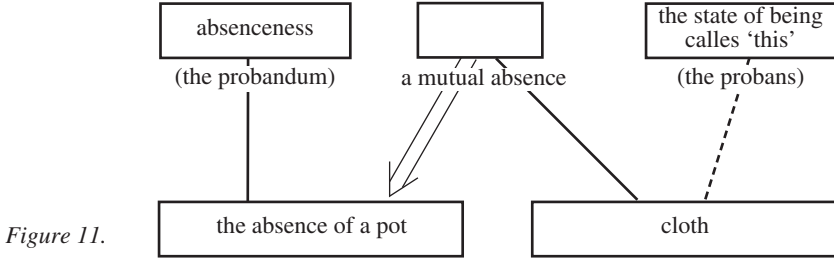 absenceness
the state of being
calles ‘this’
(the probandum)
a mutual absence
(the probans)
the absence of a pot
cloth
Figure 11.